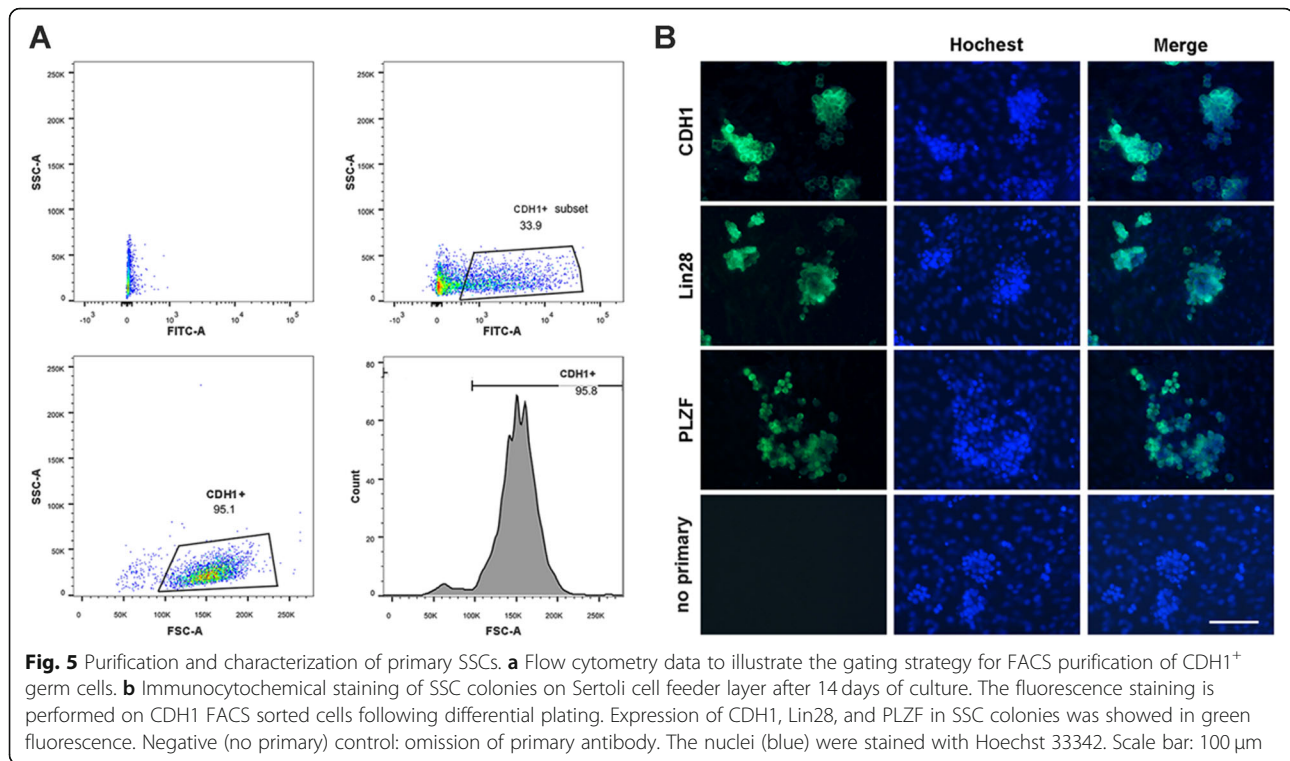 A
250K
200K
150K
100K
50K
0
SSC-A
-10³ 0 10³ 10⁴ 10⁵
FITC-A
250K
200K
150K
100K
50K
0
SSC-A
CDH1+ subset
33.9
-10³ 0 10³ 10⁴ 10⁵
FITC-A
250K
200K
150K
100K
50K
0
SSC-A
CDH1+
95.1
0 50K 100K 150K 200K 250K
FSC-A
80
60
40
20
0
Count
CDH1+
95.8
0 50K 100K 150K 200K 250K
FSC-A
B
Hochest Merge
CDH1
Lin28
PLZF
no primary
Fig. 5 Purification and characterization of primary SSCs. a Flow cytometry data to illustrate the gating strategy for FACS purification of CDH1⁺
germ cells. b Immunocytochemical staining of SSC colonies on Sertoli cell feeder layer after 14 days of culture. The fluorescence staining is
performed on CDH1 FACS sorted cells following differential plating. Expression of CDH1, Lin28, and PLZF in SSC colonies was showed in green
fluorescence. Negative (no primary) control: omission of primary antibody. The nuclei (blue) were stained with Hoechst 33342. Scale bar: 100 μm